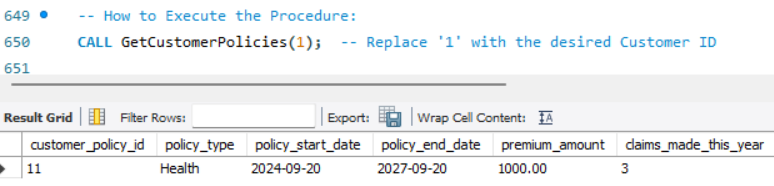 649 -- How to Execute the Procedure:
650 CALL GetCustomerPolicies(1); -- Replace '1' with the desired Customer ID
651
Result Grid Filter Rows: Export: Wrap Cell Content: IA
customer_policy_id policy_type policy_start_date policy_end_date premium_amount claims_made_this_year
11 Health 2024-09-20 2027-09-20 1000.00 3